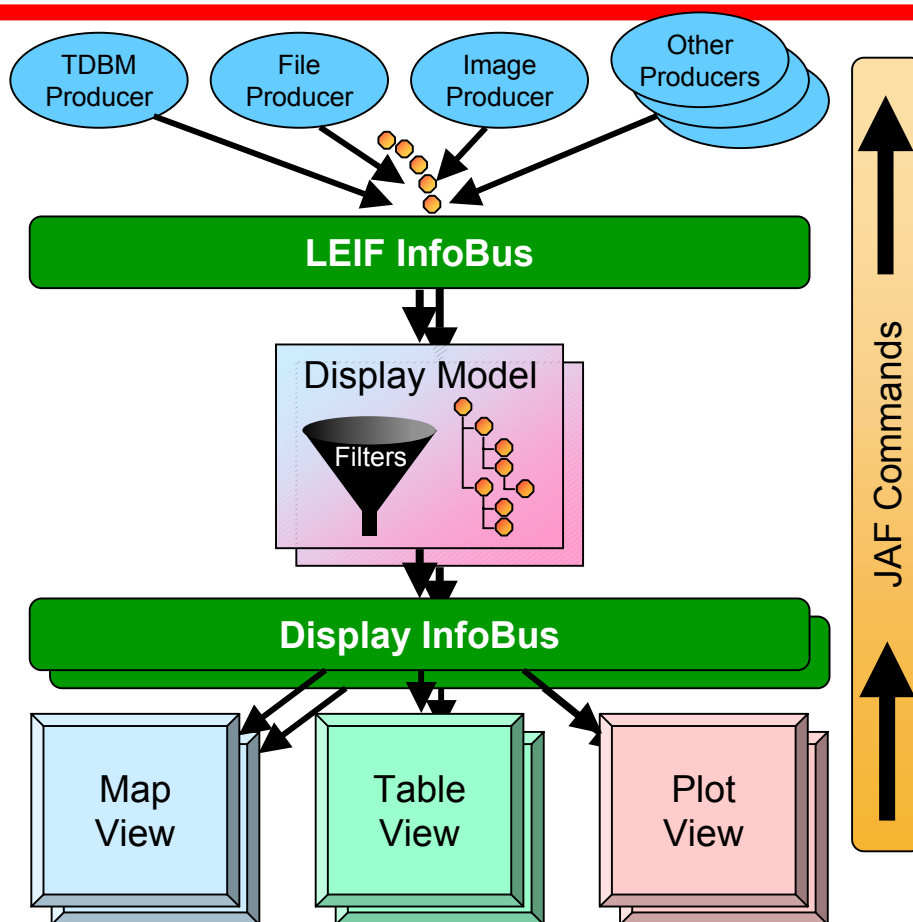 TDBM
Producer
File
Producer
Image
Producer
Other
Producers
LEIF InfoBus
Display Model
Filters
JAF Commands
Display InfoBus
Map
View
Table
View
Plot
View